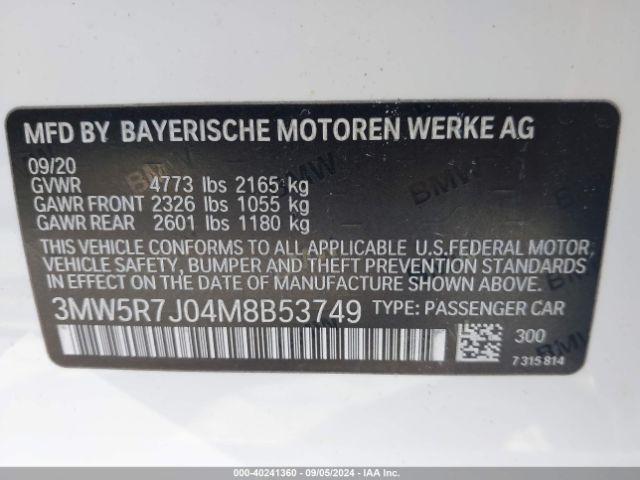 MFD BY BAYERISCHE MOTOREN WERKE AG
09/20
GVWR 4773 lbs 2165 kg
GAWR FRONT 2326 lbs 1055 kg
GAWR REAR 2601 lbs 1180 kg
THIS VEHICLE CONFORMS TO ALL APPLICABLE U.S.FEDERAL MOTOR
VEHICLE SAFETY, BUMPER AND THEFT PREVENTION STANDARDS
IN EFFECT ON THE DATE OF MANUFACTURE SHOWN ABOVE.
3MW5R7J04M8B53749 TYPE: PASSENGER CAR
300
7315814
BMW
BMW
000-40241360 - 09/05/2024 - IAA Inc.